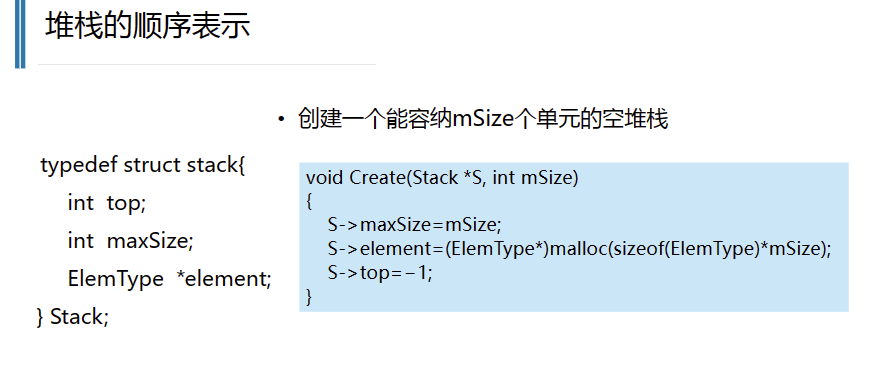 堆栈的顺序表示
• 创建一个能容纳mSize个单元的空堆栈
typedef struct stack{
int top;
int maxSize;
ElemType *element;
} Stack;
void Create(Stack *S, int mSize)
{
S->maxSize=mSize;
S->element=(ElemType*)malloc(sizeof(ElemType)*mSize);
S->top=-1;
}